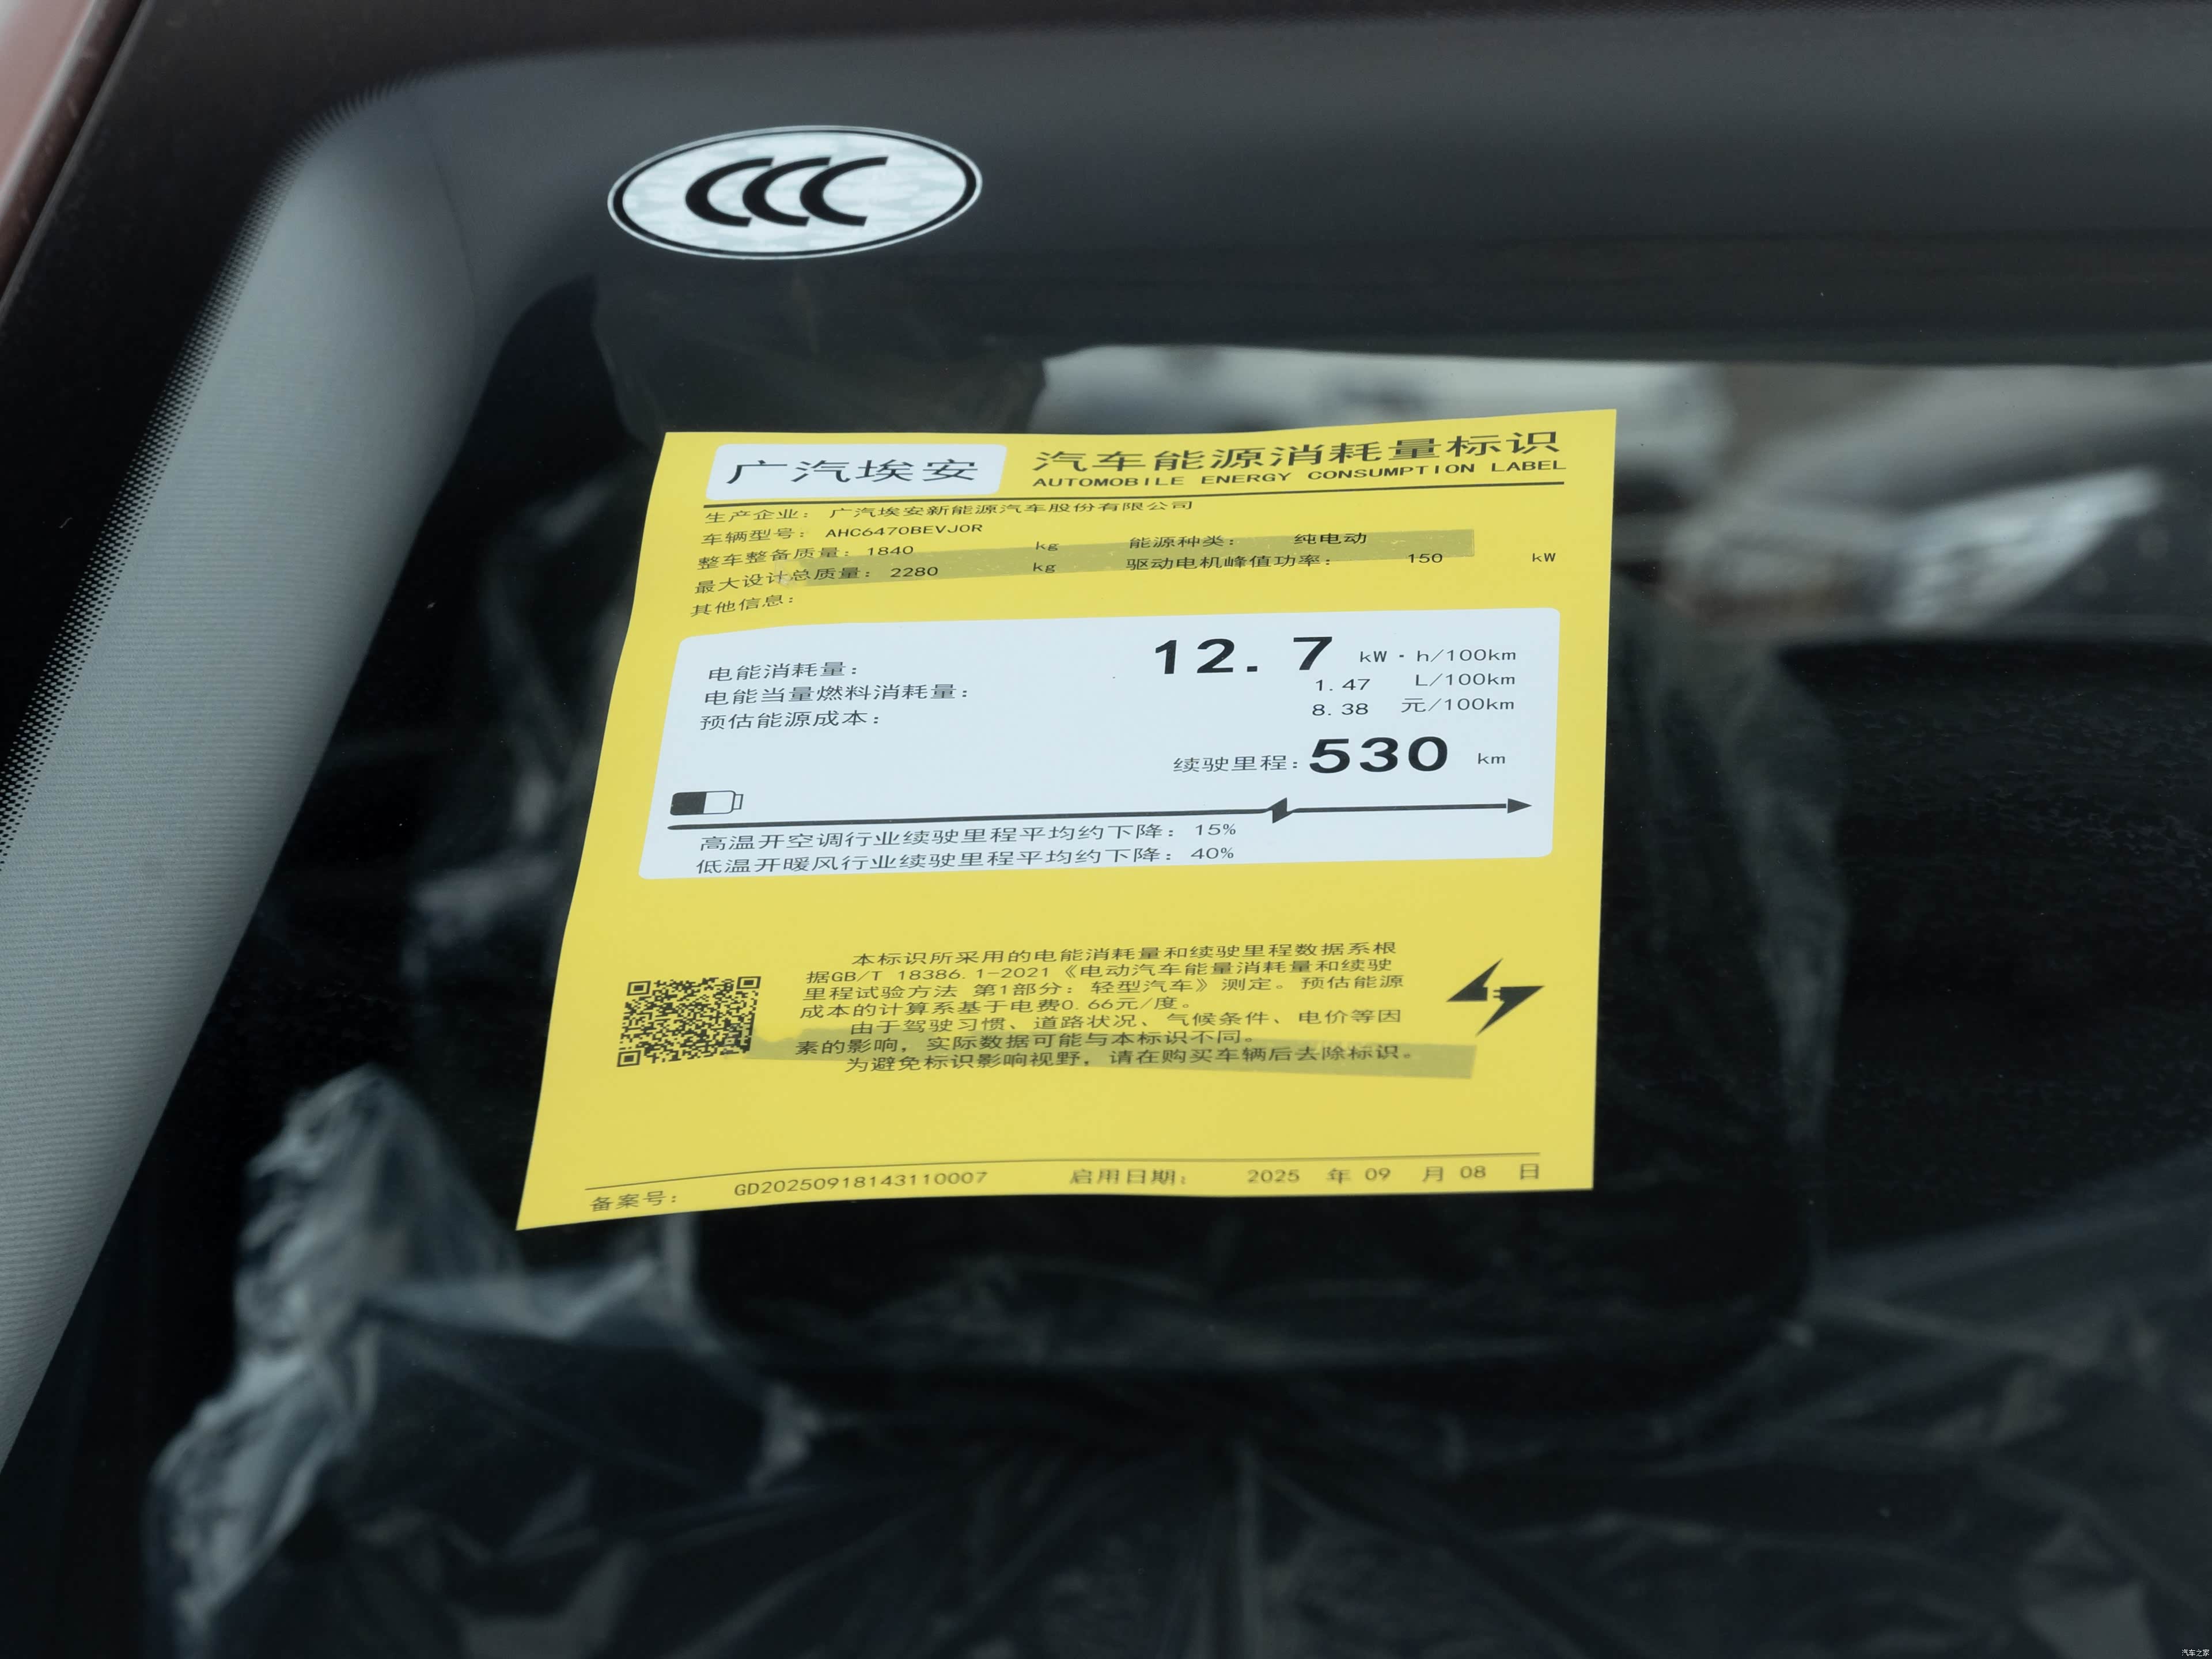 CCC
广汽埃安 汽车能源消耗量标识
AUTOMOBILE ENERGY CONSUMPTION LABEL
生产企业: 广汽埃安新能源汽车股份有限公司
车辆型号: AHC6470BEVJ0R
整车整备质量: 1840 kg 能源种类: 纯电动
最大设计总质量: 2280 kg 驱动电机峰值功率: 150 kW
其他信息:
电能消耗量: 12.7 kW·h/100km
电能当量燃料消耗量: 1.47 L/100km
预估能源成本: 8.38 元/100km
续驶里程: 530 km
高温开空调行业续驶里程平均约下降: 15%
低温开暖风行业续驶里程平均约下降: 40%
本标识所采用的电能消耗量和续驶里程数据系根
据GB/T 18386.1-2021《电动汽车能量消耗量和续驶
里程试验方法 第1部分: 轻型汽车》测定。预估能源
成本的计算系基于电费0.66元/度。
由于驾驶习惯、道路状况、气候条件、电价等因
素的影响, 实际数据可能与本标识不同。
为避免标识影响视野, 请在购买车辆后去除标识。
备案号: GD20250918143110007 启用日期: 2025 年 09 月 08 日
汽车之家